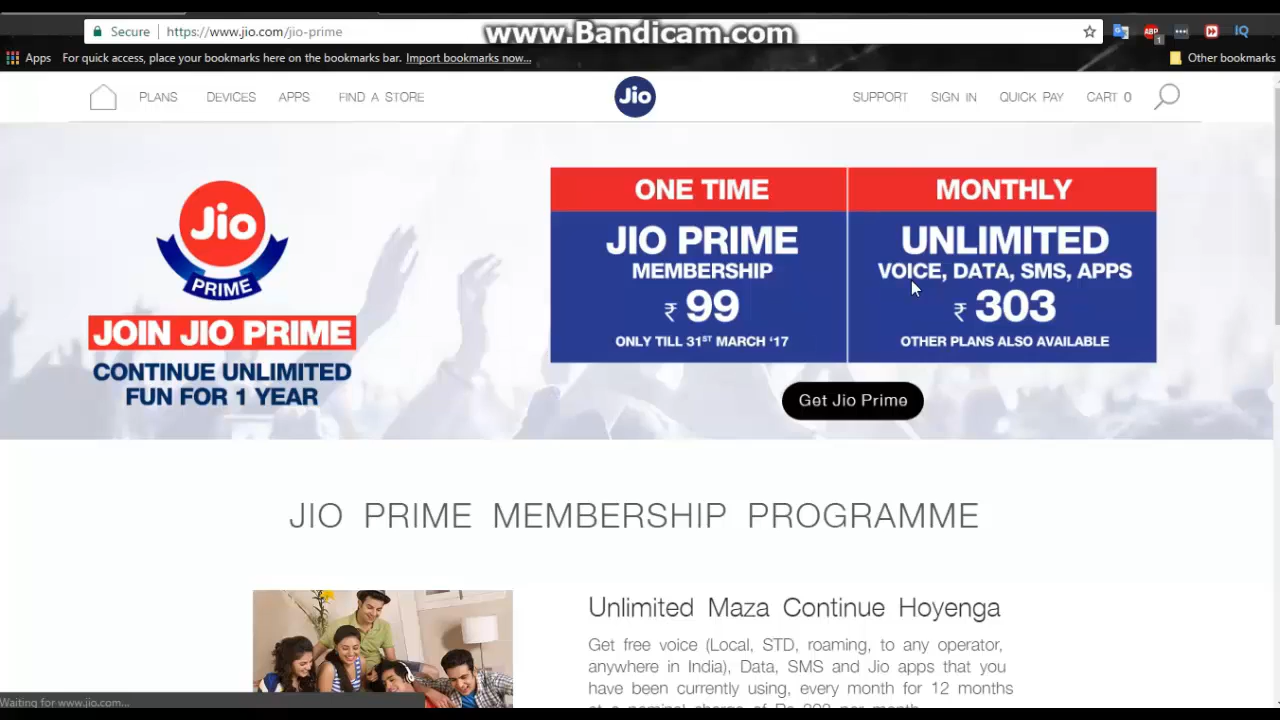 www.Bandicam.com
Secure https://www.jio.com/jio-prime
ABP
1
IQ
Apps For quick access, place your bookmarks here on the bookmarks bar. Import bookmarks now... Other bookmarks
PLANS DEVICES APPS FIND A STORE Jio SUPPORT SIGN IN QUICK PAY CART 0
Jio
PRIME
JOIN JIO PRIME
CONTINUE UNLIMITED
FUN FOR 1 YEAR
ONE TIME
JIO PRIME
MEMBERSHIP
₹ 99
ONLY TILL 31ST MARCH '17
MONTHLY
UNLIMITED
VOICE, DATA, SMS, APPS
₹ 303
OTHER PLANS ALSO AVAILABLE
Get Jio Prime
JIO PRIME MEMBERSHIP PROGRAMME
Unlimited Maza Continue Hoyenga
Get free voice (Local, STD, roaming, to any operator,
anywhere in India), Data, SMS and Jio apps that you
have been currently using, every month for 12 months
Waiting for www.jio.com...